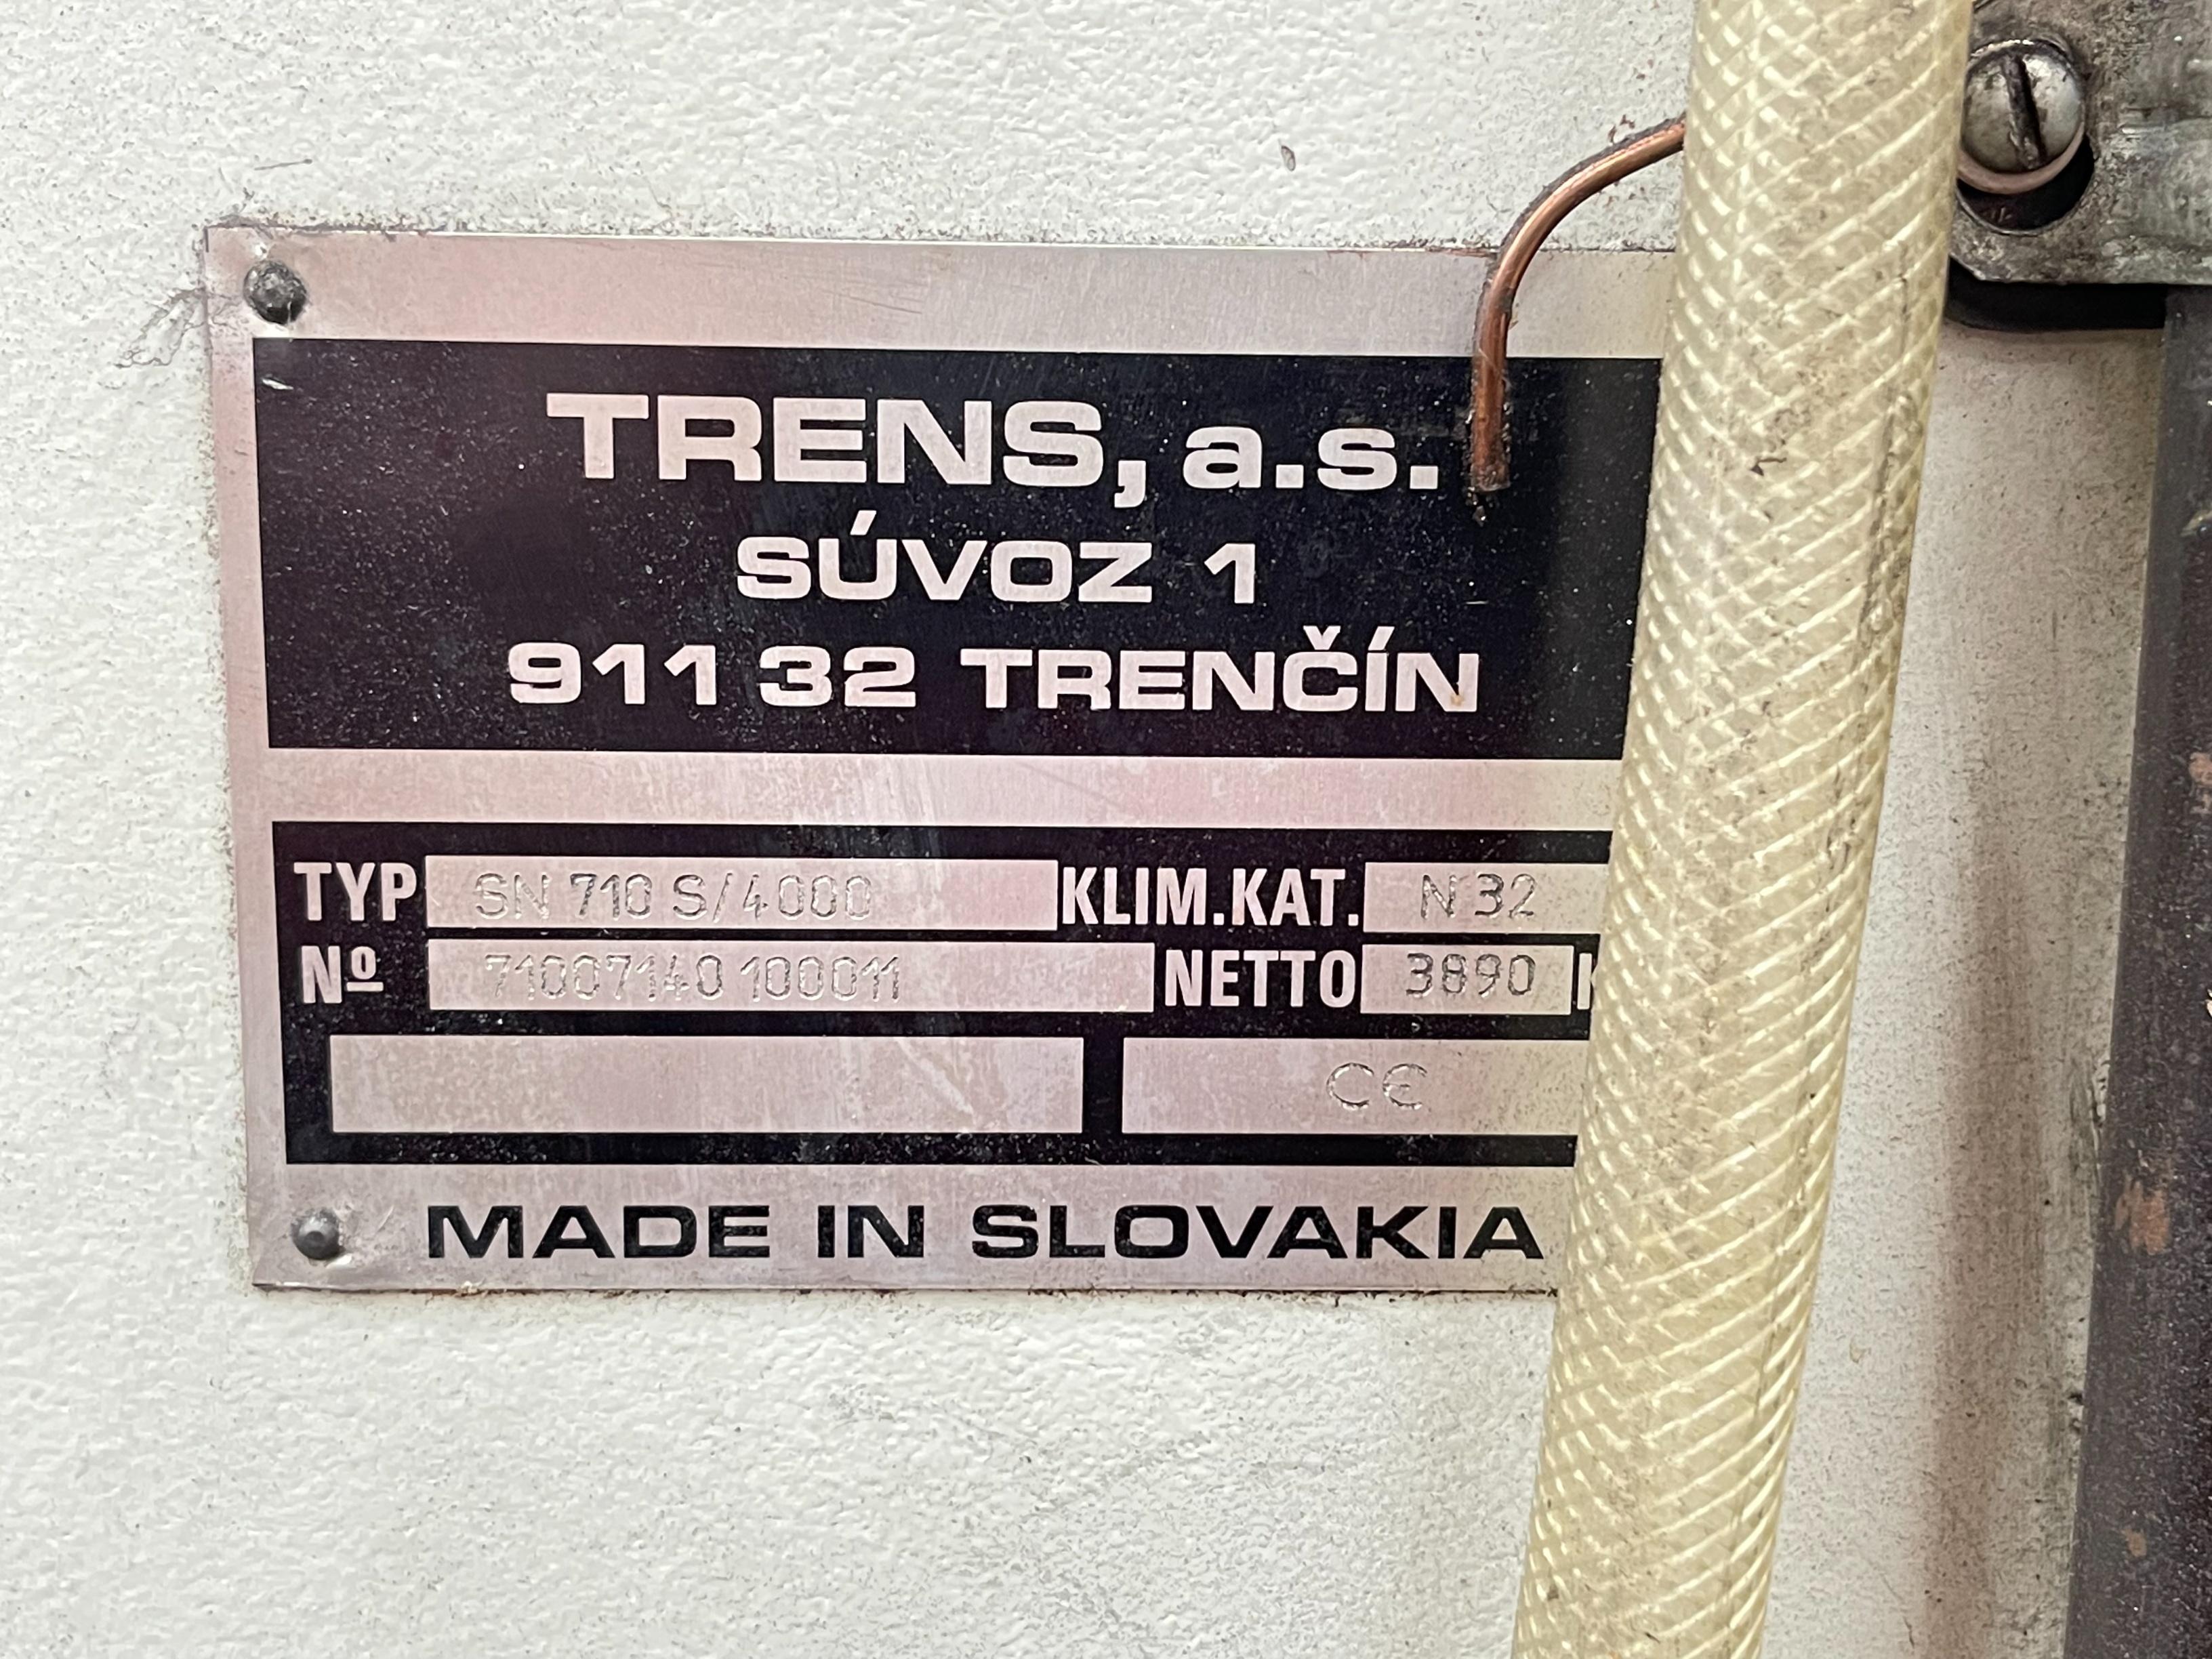 TRENS, a.s.
SÚVOZ 1
911 32 TRENČÍN
TYP SN 710 S/4000 KLIM.KAT. N 32
Nº 71007140100011 NETTO 3890
CE
MADE IN SLOVAKIA